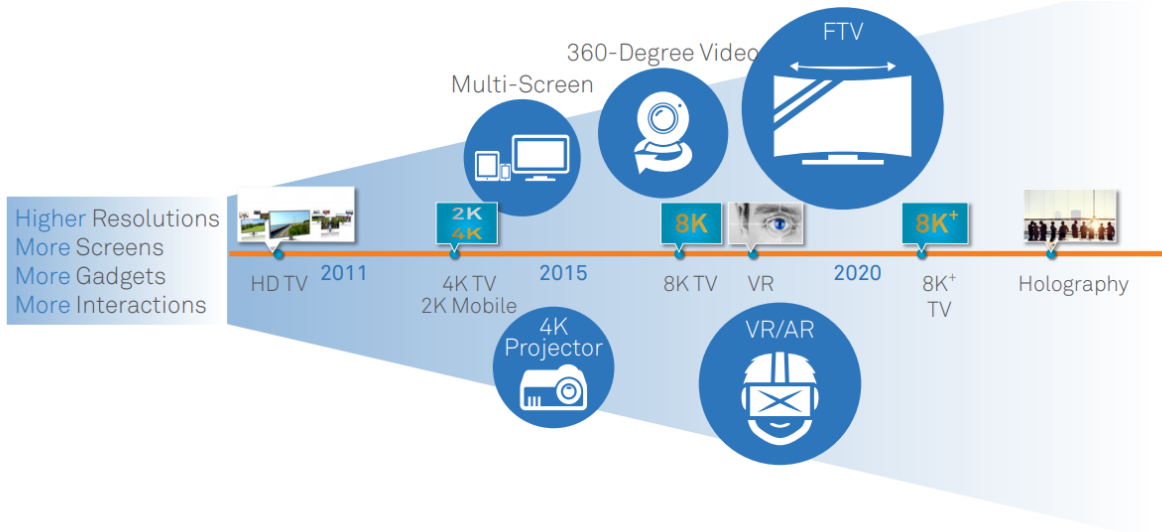 FTV
360-Degree Video
Multi-Screen
Higher Resolutions
More Screens
More Gadgets
More Interactions
2K
4K
8K
8K+
2011
2015
2020
HD TV
4K TV
2K Mobile
8K TV
VR
8K+
TV
Holography
4K
Projector
VR/AR